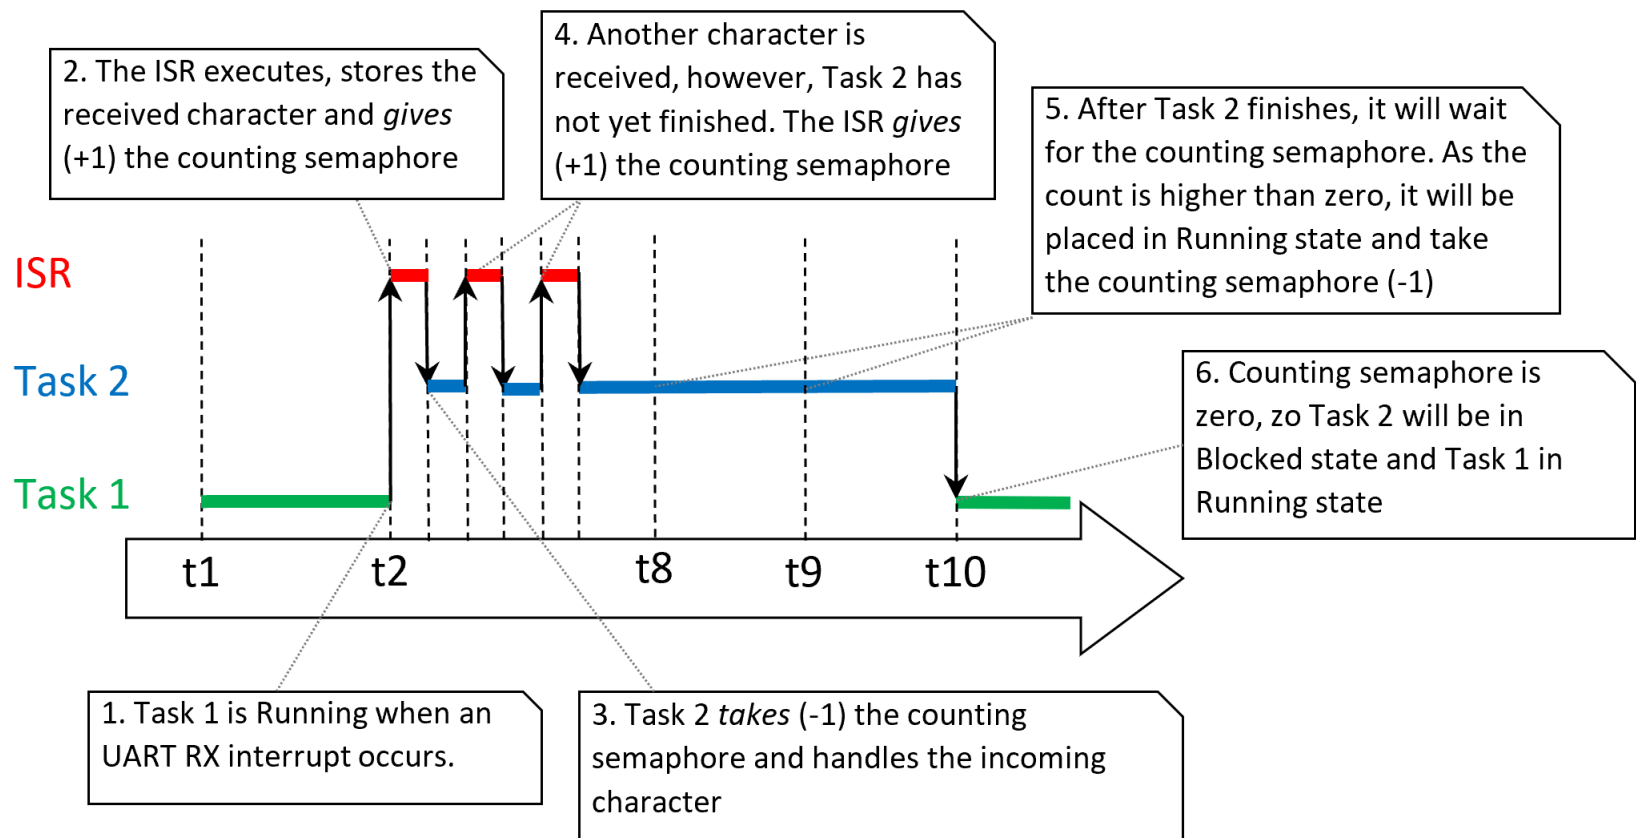 2. The ISR executes, stores the
received character and gives
(+1) the counting semaphore
4. Another character is
received, however, Task 2 has
not yet finished. The ISR gives
(+1) the counting semaphore
5. After Task 2 finishes, it will wait
for the counting semaphore. As the
count is higher than zero, it will be
placed in Running state and take
the counting semaphore (-1)
ISR
Task 2
Task 1
6. Counting semaphore is
zero, zo Task 2 will be in
Blocked state and Task 1 in
Running state
t1
t2
t8
t9
t10
1. Task 1 is Running when an
UART RX interrupt occurs.
3. Task 2 takes (-1) the counting
semaphore and handles the incoming
character